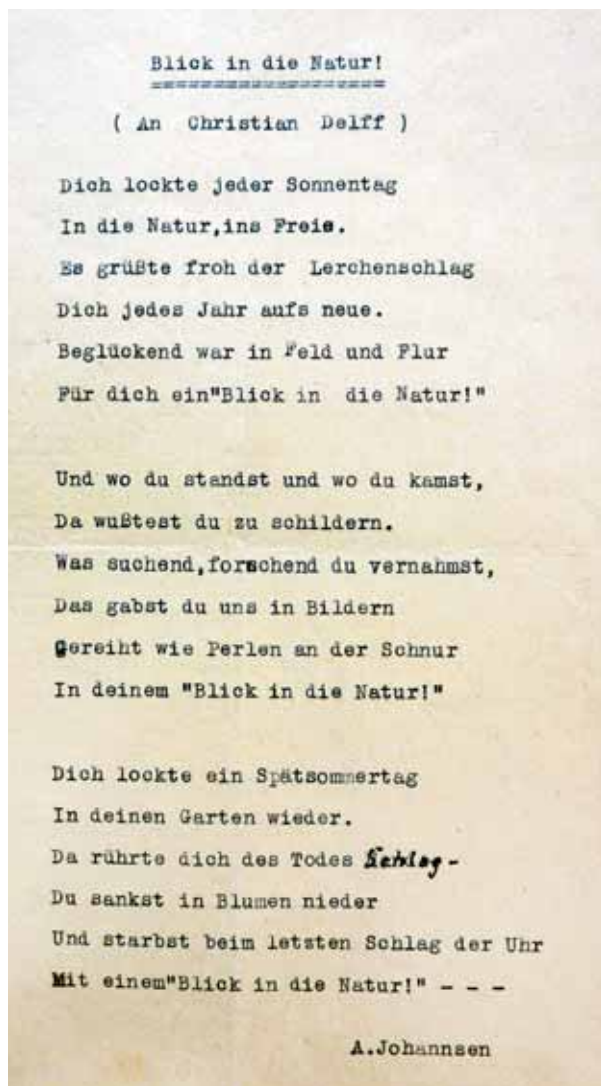 Blick in die Natur!
( An Christian Delff )
Dich lockte jeder Sonnentag
In die Natur,ins Freie.
Es grüßte froh der Lerchenschlag
Dich jedes Jahr aufs neue.
Beglückend war in Feld und Flur
Für dich ein"Blick in die Natur!"
Und wo du standst und wo du kamst,
Da wußtest du zu schildern.
Was suchend,forschend du vernahmst,
Das gabst du uns in Bildern
Gereiht wie Perlen an der Schnur
In deinem "Blick in die Natur!"
Dich lockte ein Spätsommertag
In deinen Garten wieder.
Da rührte dich des Todes Schlag-
Du sankst in Blumen nieder
Und starbst beim letzten Schlag der Uhr
Mit einem"Blick in die Natur!" - - -
A.Johannsen